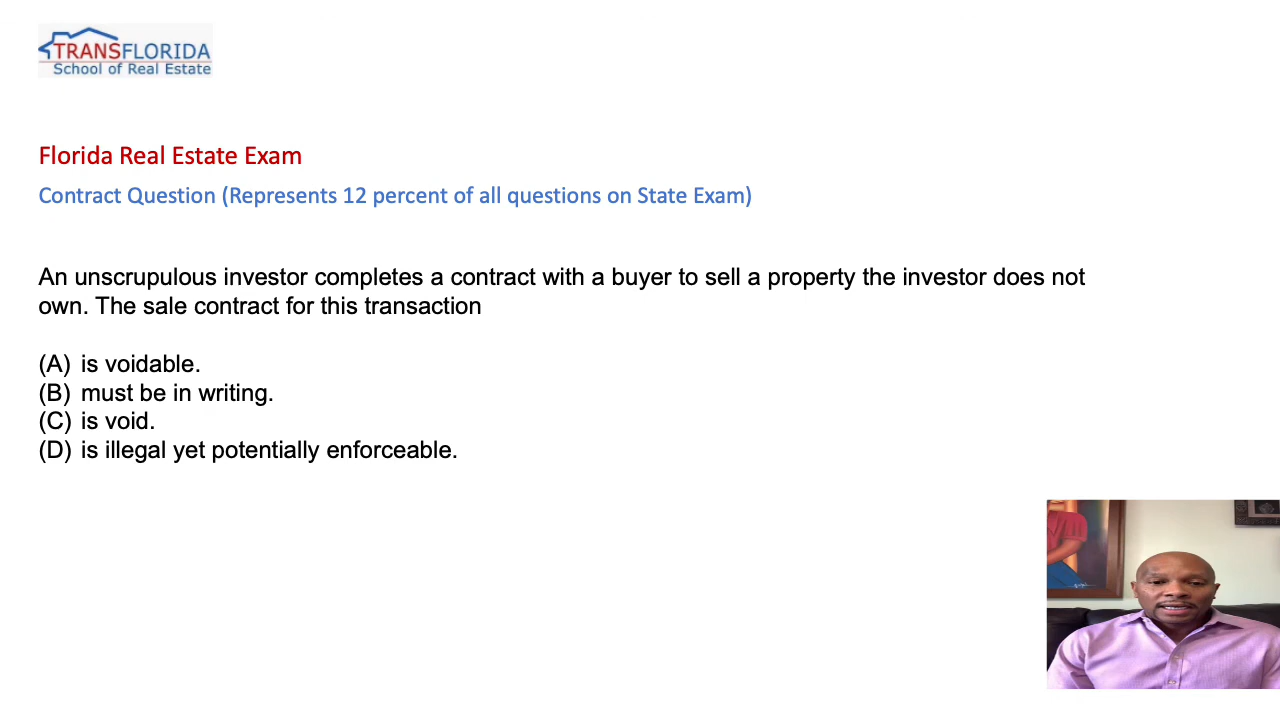 TRANSFLORIDA
School of Real Estate
Florida Real Estate Exam
Contract Question (Represents 12 percent of all questions on State Exam)
An unscrupulous investor completes a contract with a buyer to sell a property the investor does not
own. The sale contract for this transaction
(A) is voidable.
(B) must be in writing.
(C) is void.
(D) is illegal yet potentially enforceable.